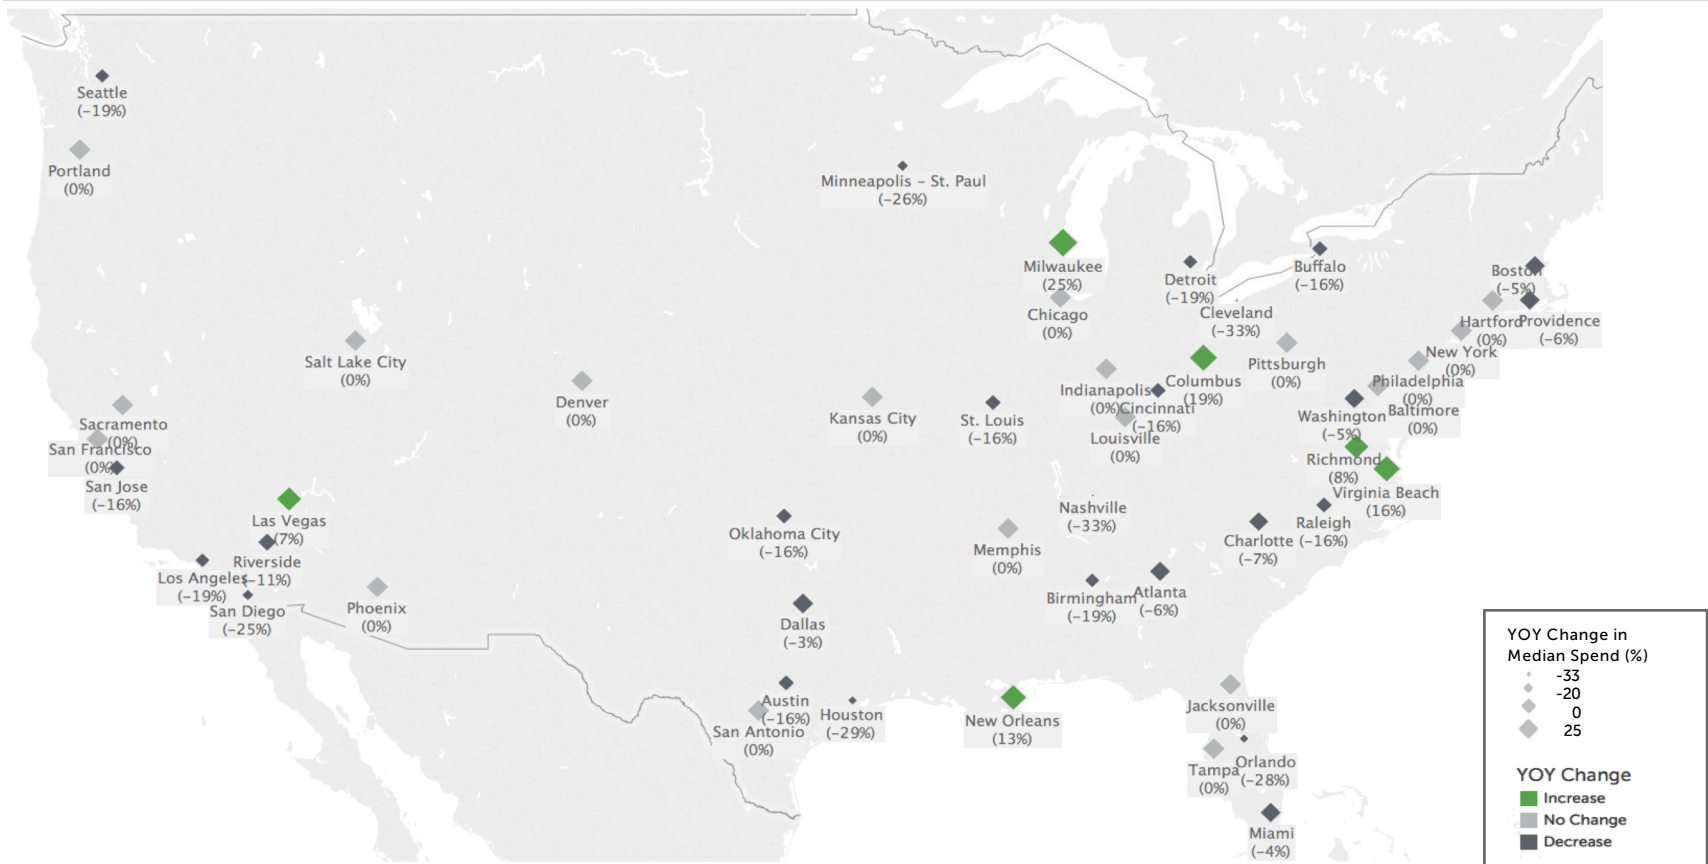 Seattle
(-19%)
Portland
(0%)
Minneapolis – St. Paul
(-26%)
Milwaukee
(25%)
Chicago
(0%)
Detroit
(-19%)
Buffalo
(-16%)
Boston
(-5%)
Cleveland
(-33%)
Hartford
(0%)
Providence
(-6%)
New York
(0%)
Salt Lake City
(0%)
Denver
(0%)
Kansas City
(0%)
St. Louis
(-16%)
Indianapolis
(0%)
Cincinnati
(-16%)
Columbus
(19%)
Pittsburgh
(0%)
Philadelphia
(0%)
Baltimore
(0%)
Washington
(-5%)
Louisville
(0%)
Richmond
(8%)
Virginia Beach
(16%)
Sacramento
(0%)
San Francisco
(0%)
San Jose
(-16%)
Las Vegas
(7%)
Riverside
(-11%)
Los Angeles
(-19%)
San Diego
(-25%)
Phoenix
(0%)
Oklahoma City
(-16%)
Memphis
(0%)
Nashville
(-33%)
Charlotte
(-7%)
Raleigh
(-16%)
Birmingham
(-19%)
Atlanta
(-6%)
Dallas
(-3%)
Austin
(-16%)
San Antonio
(0%)
Houston
(-29%)
New Orleans
(13%)
Jacksonville
(0%)
Tampa
(0%)
Orlando
(-28%)
Miami
(-4%)
YOY Change in
Median Spend (%)
-33
-20
0
25
YOY Change
Increase
No Change
Decrease